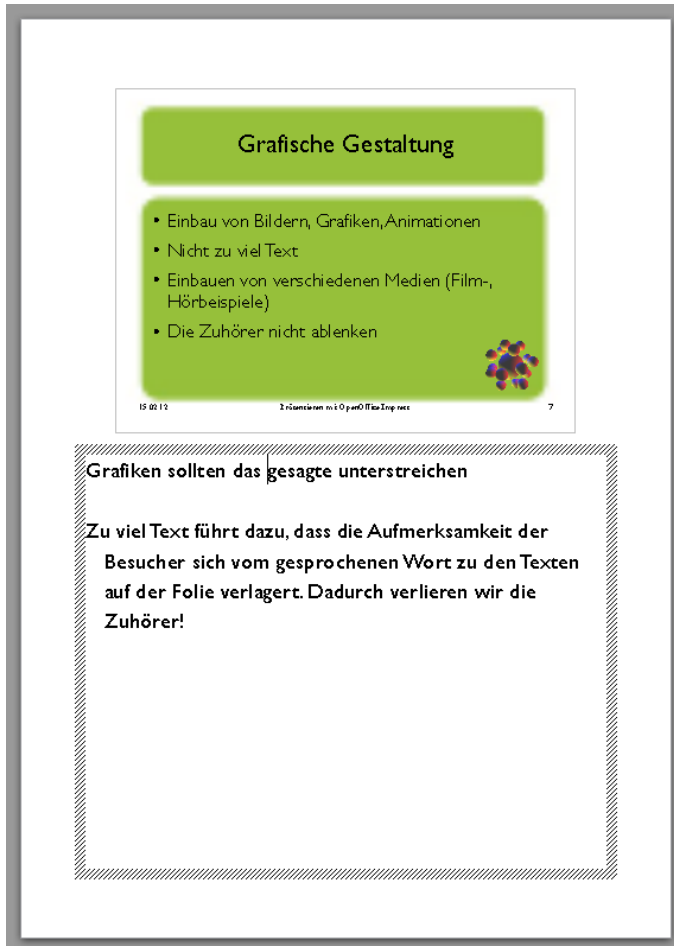 Grafische Gestaltung
• Einbau von Bildern, Grafiken, Animationen
• Nicht zu viel Text
• Einbauen von verschiedenen Medien (Film-,
Hörbeispiele)
• Die Zuhörer nicht ablenken
15.02.12 Präsentieren mit OpenOffice Impress 7
Grafiken sollten das gesagte unterstreichen
Zu viel Text führt dazu, dass die Aufmerksamkeit der
Besucher sich vom gesprochenen Wort zu den Texten
auf der Folie verlagert. Dadurch verlieren wir die
Zuhörer!